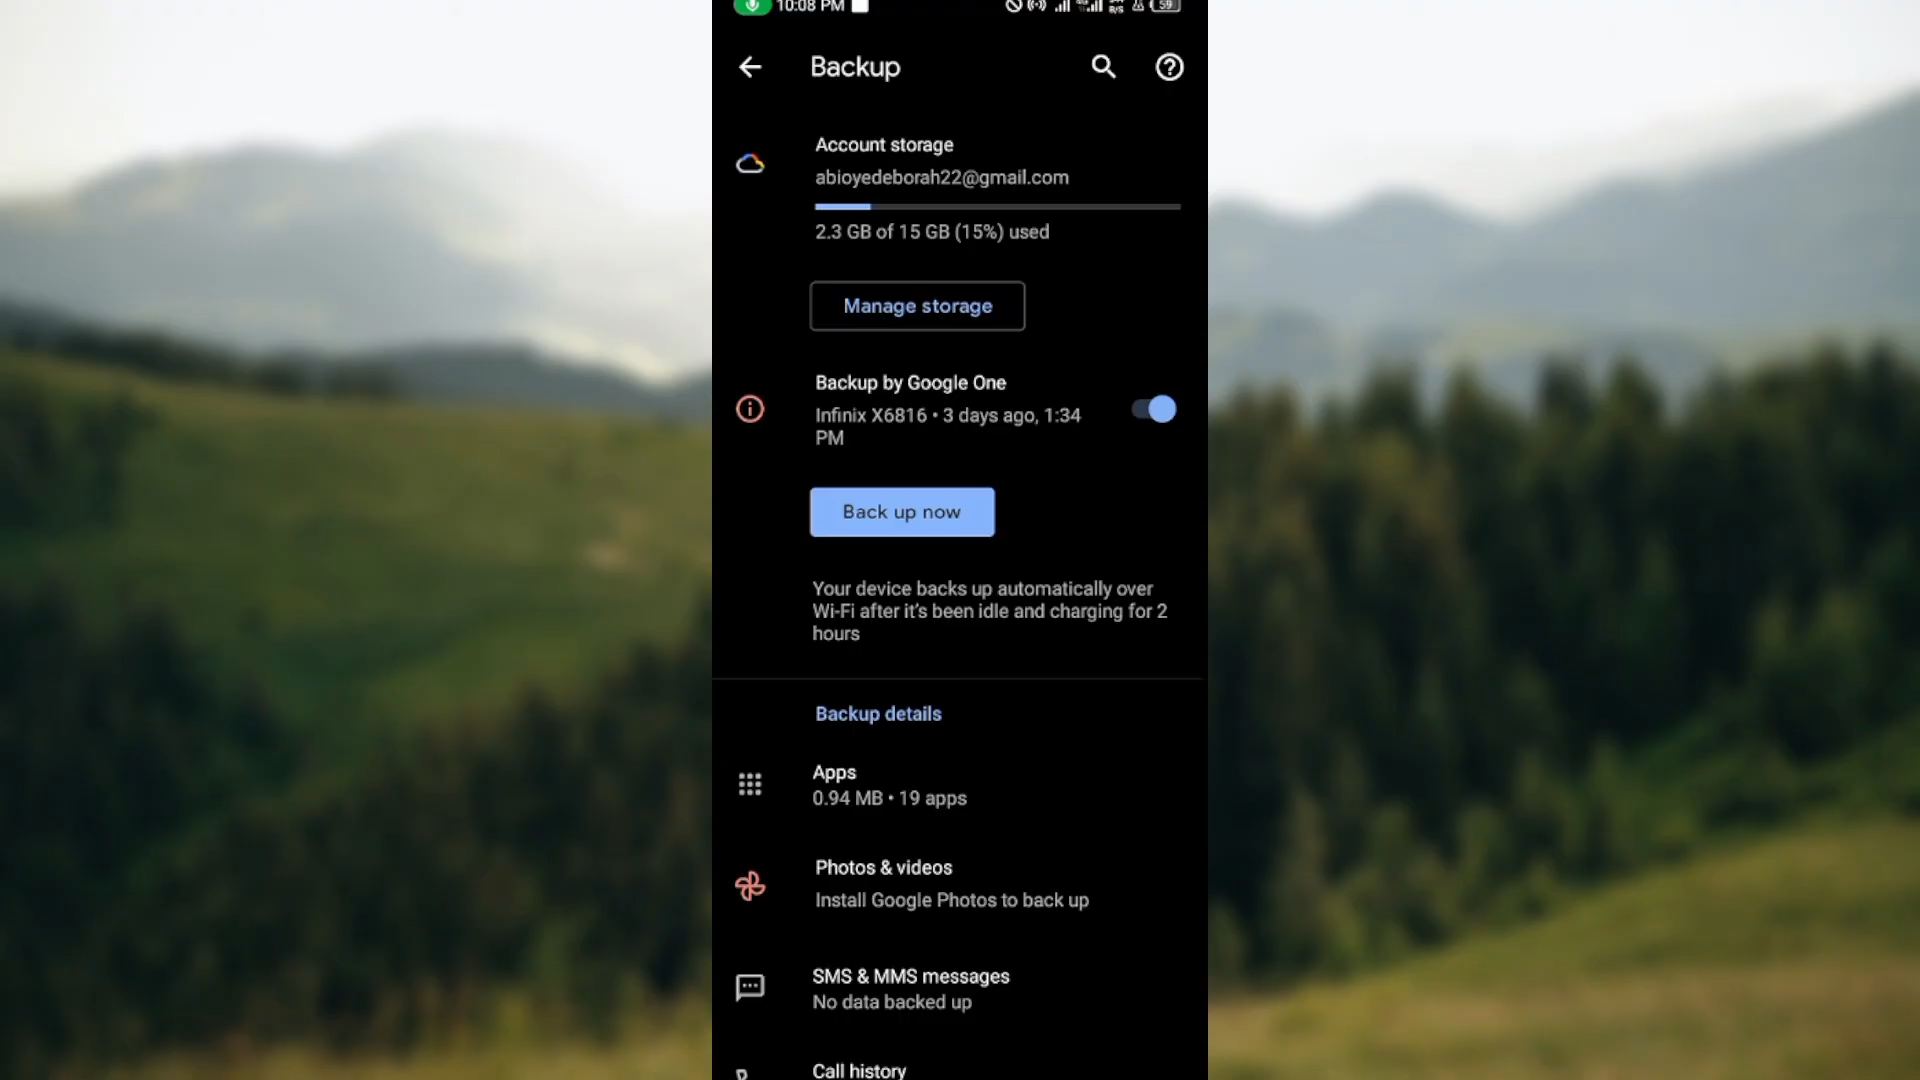 10:08 PM
59
Backup
Account storage
abioyedeborah22@gmail.com
2.3 GB of 15 GB (15%) used
Manage storage
Backup by Google One
Infinix X6816 • 3 days ago, 1:34
PM
Back up now
Your device backs up automatically over
Wi-Fi after it's been idle and charging for 2
hours
Backup details
Apps
0.94 MB • 19 apps
Photos & videos
Install Google Photos to back up
SMS & MMS messages
No data backed up
Call history